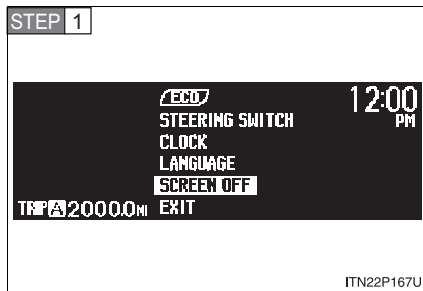 STEP 1
ECO 12:00
STEERING SWITCH PM
CLOCK
LANGUAGE
SCREEN OFF
TRIP A 2000.0 MI EXIT
ITN22P167U